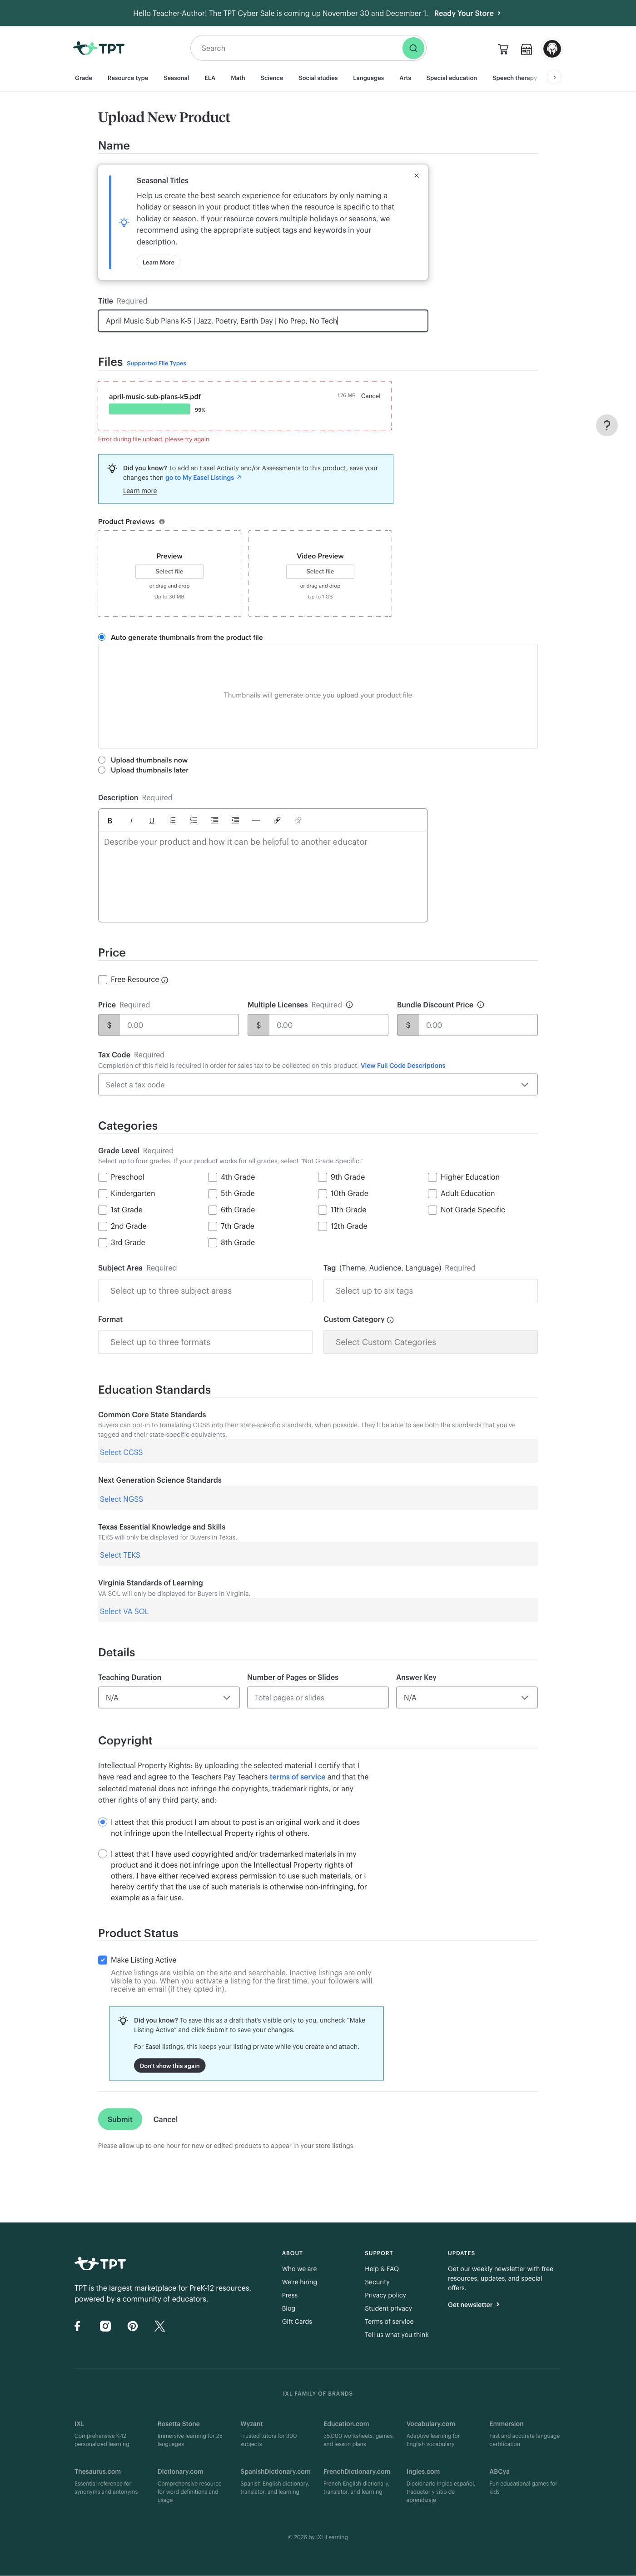 Hello Teacher-Author! The TPT Cyber Sale is coming up November 30 and December 1. Ready Your Store
TPT
Search
Grade Resource type Seasonal ELA Math Science Social studies Languages Arts Special education Speech therapy
Upload New Product
Name
Seasonal Titles
Help us create the best search experience for educators by only naming a
holiday or season in your product titles when the resource is specific to that
holiday or season. If your resource covers multiple holidays or seasons, we
recommend using the appropriate subject tags and keywords in your
description.
Learn More
Title Required
April Music Sub Plans K-5 | Jazz, Poetry, Earth Day | No Prep, No Tech
Files Supported File Types
april-music-sub-plans-k5.pdf 1.76 MB Cancel
99%
Error during file upload, please try again.
?
Did you know? To add an Easel Activity and/or Assessments to this product, save your
changes then go to My Easel Listings
Learn more
Product Previews
Preview Video Preview
Select file Select file
or drag and drop or drag and drop
Up to 30 MB Up to 1 GB
Auto generate thumbnails from the product file
Thumbnails will generate once you upload your product file
Upload thumbnails now
Upload thumbnails later
Description Required
B I U
Describe your product and how it can be helpful to another educator
Price
Free Resource
Price Required Multiple Licenses Required Bundle Discount Price
$ 0.00 $ 0.00 $ 0.00
Tax Code Required
Completion of this field is required in order for sales tax to be collected on this product. View Full Code Descriptions
Select a tax code
Categories
Grade Level Required
Select up to four grades. If your product works for all grades, select "Not Grade Specific."
Preschool 4th Grade 9th Grade Higher Education
Kindergarten 5th Grade 10th Grade Adult Education
1st Grade 6th Grade 11th Grade Not Grade Specific
2nd Grade 7th Grade 12th Grade
3rd Grade 8th Grade
Subject Area Required Tag (Theme, Audience, Language) Required
Select up to three subject areas Select up to six tags
Format Custom Category
Select up to three formats Select Custom Categories
Education Standards
Common Core State Standards
Buyers can opt-in to translating CCSS into their state-specific standards, when possible. They'll be able to see both the standards that you've
tagged and their state-specific equivalents.
Select CCSS
Next Generation Science Standards
Select NGSS
Texas Essential Knowledge and Skills
TEKS will only be displayed for Buyers in Texas.
Select TEKS
Virginia Standards of Learning
VA SOL will only be displayed for Buyers in Virginia.
Select VA SOL
Details
Teaching Duration Number of Pages or Slides Answer Key
N/A Total pages or slides N/A
Copyright
Intellectual Property Rights: By uploading the selected material I certify that I
have read and agree to the Teachers Pay Teachers terms of service and that the
selected material does not infringe the copyrights, trademark rights, or any
other rights of any third party, and:
I attest that this product I am about to post is an original work and it does
not infringe upon the Intellectual Property rights of others.
I attest that I have used copyrighted and/or trademarked materials in my
product and it does not infringe upon the Intellectual Property rights of
others. I have either received express permission to use such materials, or I
hereby certify that the use of such materials is otherwise non-infringing, for
example as a fair use.
Product Status
Make Listing Active
Active listings are visible on the site and searchable. Inactive listings are only
visible to you. When you activate a listing for the first time, your followers will
receive an email (if they opted in).
Did you know? To save this as a draft that's visible only to you, uncheck "Make
Listing Active" and click Submit to save your changes.
For Easel listings, this keeps your listing private while you create and attach.
Don't show this again
Submit Cancel
Please allow up to one hour for new or edited products to appear in your store listings.
TPT
TPT is the largest marketplace for PreK-12 resources,
powered by a community of educators.
ABOUT
Who we are
We're hiring
Press
Blog
Gift Cards
SUPPORT
Help & FAQ
Security
Privacy policy
Student privacy
Terms of service
Tell us what you think
UPDATES
Get our weekly newsletter with free
resources, updates, and special
offers.
Get newsletter
IXL FAMILY OF BRANDS
IXL
Comprehensive K-12
personalized learning
Rosetta Stone
Immersive learning for 25
languages
Wyzant
Trusted tutors for 300
subjects
Education.com
35,000 worksheets, games,
and lesson plans
Vocabulary.com
Adaptive learning for
English vocabulary
Emmersion
Fast and accurate language
certification
Thesaurus.com
Essential reference for
synonyms and antonyms
Dictionary.com
Comprehensive resource
for word definitions and
usage
SpanishDictionary.com
Spanish-English dictionary,
translator, and learning
FrenchDictionary.com
French-English dictionary,
translator, and learning
Ingles.com
Diccionario inglés-español,
traductor y sitio de
aprendizaje
ABCya
Fun educational games for
kids
© 2026 by IXL Learning